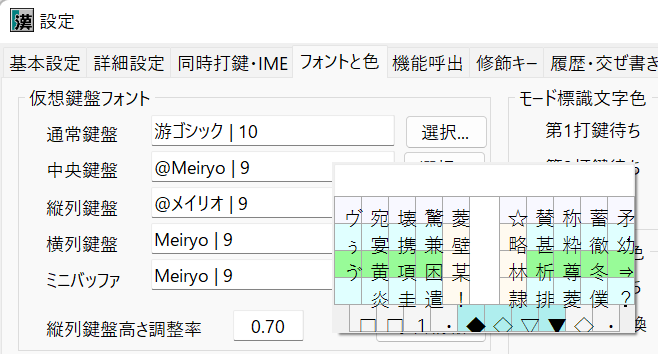 設定
基本設定 詳細設定 同時打鍵・IME フォントと色 機能呼出 修飾キー 履歴・交ぜ書き
仮想鍵盤フォント
通常鍵盤 游ゴシック | 10 選択...
中央鍵盤 @Meiryo | 9
縦列鍵盤 @メイリオ | 9
横列鍵盤 Meiryo | 9
ミニバッファ Meiryo | 9
縦列鍵盤高さ調整率 0.70
モード標識文字色
第1打鍵待ち
ヴ 宛 壊 驚 菱 ☆ 賛 称 蓄 矛
ぅ 宴 携 兼 壁 略 甚 粋 徹 幼
ゔ 黄 項 困 某 林 析 尊 冬 ⇒
炎 圭 遣 ! 隷 排 菱 僕 ?
□ □ 1 ・ ◆ ◇ ▽ ▼ ◇ ・
色
換